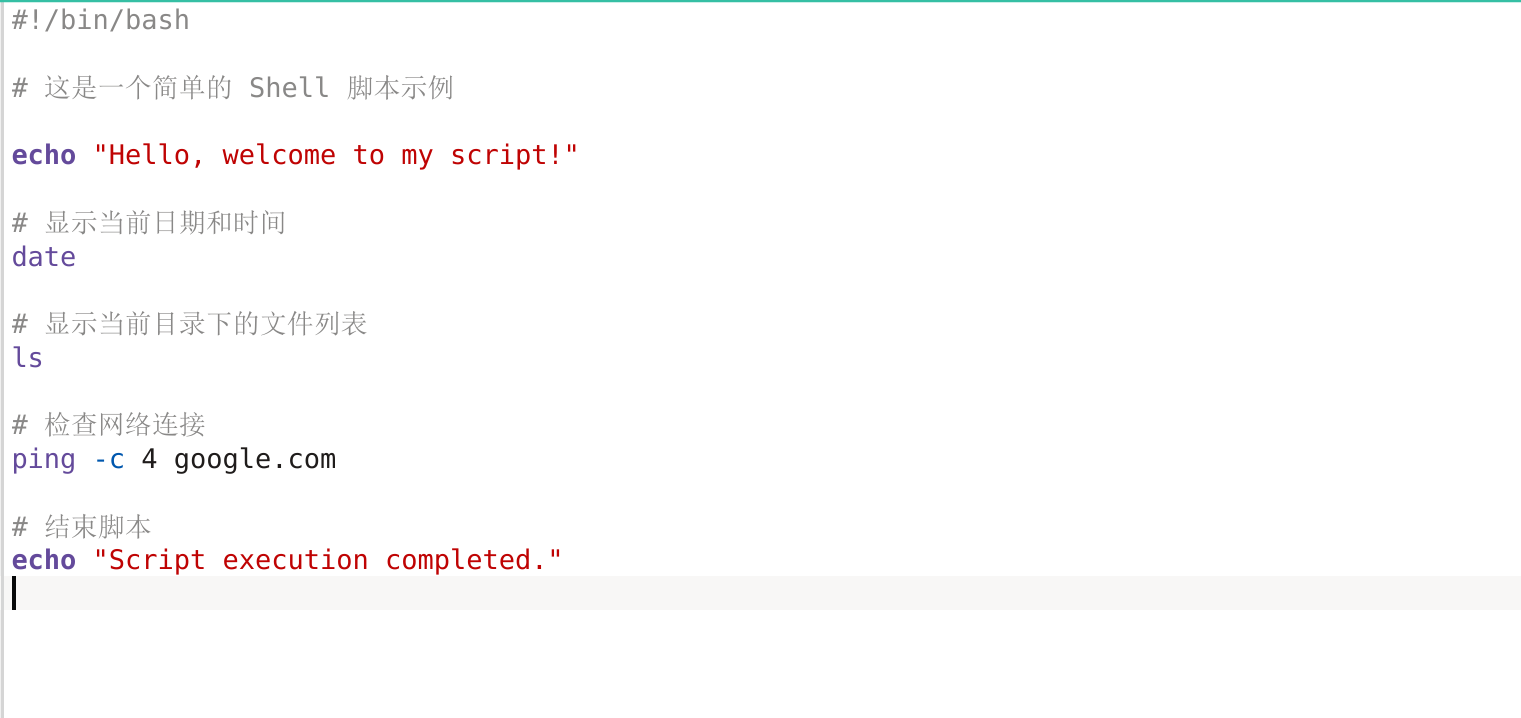 #!/bin/bash
# 这是一个简单的 Shell 脚本示例
echo "Hello, welcome to my script!"
# 显示当前日期和时间
date
# 显示当前目录下的文件列表
ls
# 检查网络连接
ping -c 4 google.com
# 结束脚本
echo "Script execution completed."